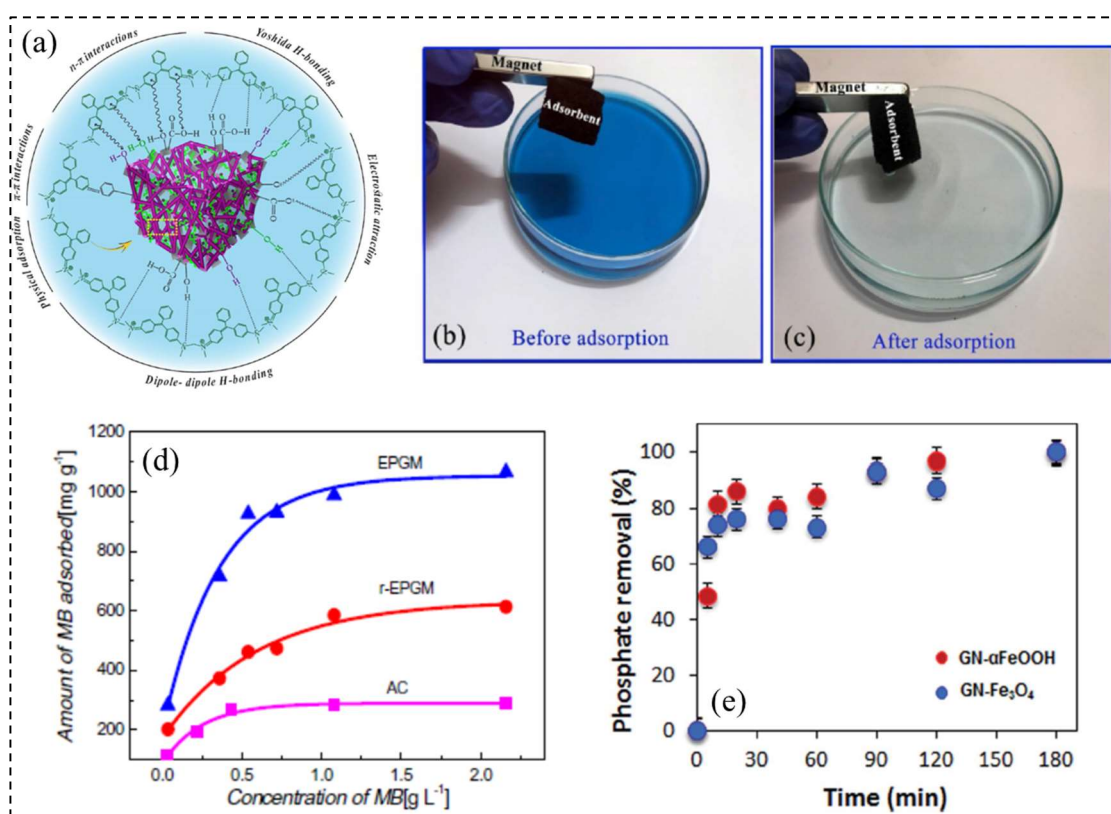 (a)
n-π interactions
Yoshida H-bonding
π-π interactions
Electrostatic attraction
Physical adsorption
Dipole- dipole H-bonding
Magnet
Adsorbent
(b)
Before adsorption
Magnet
Adsorbent
(c)
After adsorption
(d)
Amount of MB adsorbed[mg g⁻¹]
1200
1000
800
600
400
200
EPGM
r-EPGM
AC
0.0 0.5 1.0 1.5 2.0
Concentration of MB[g L⁻¹]
Phosphate removal (%)
100
80
60
40
20
0
GN-αFeOOH
GN-Fe₃O₄
(e)
0 30 60 90 120 150 180
Time (min)